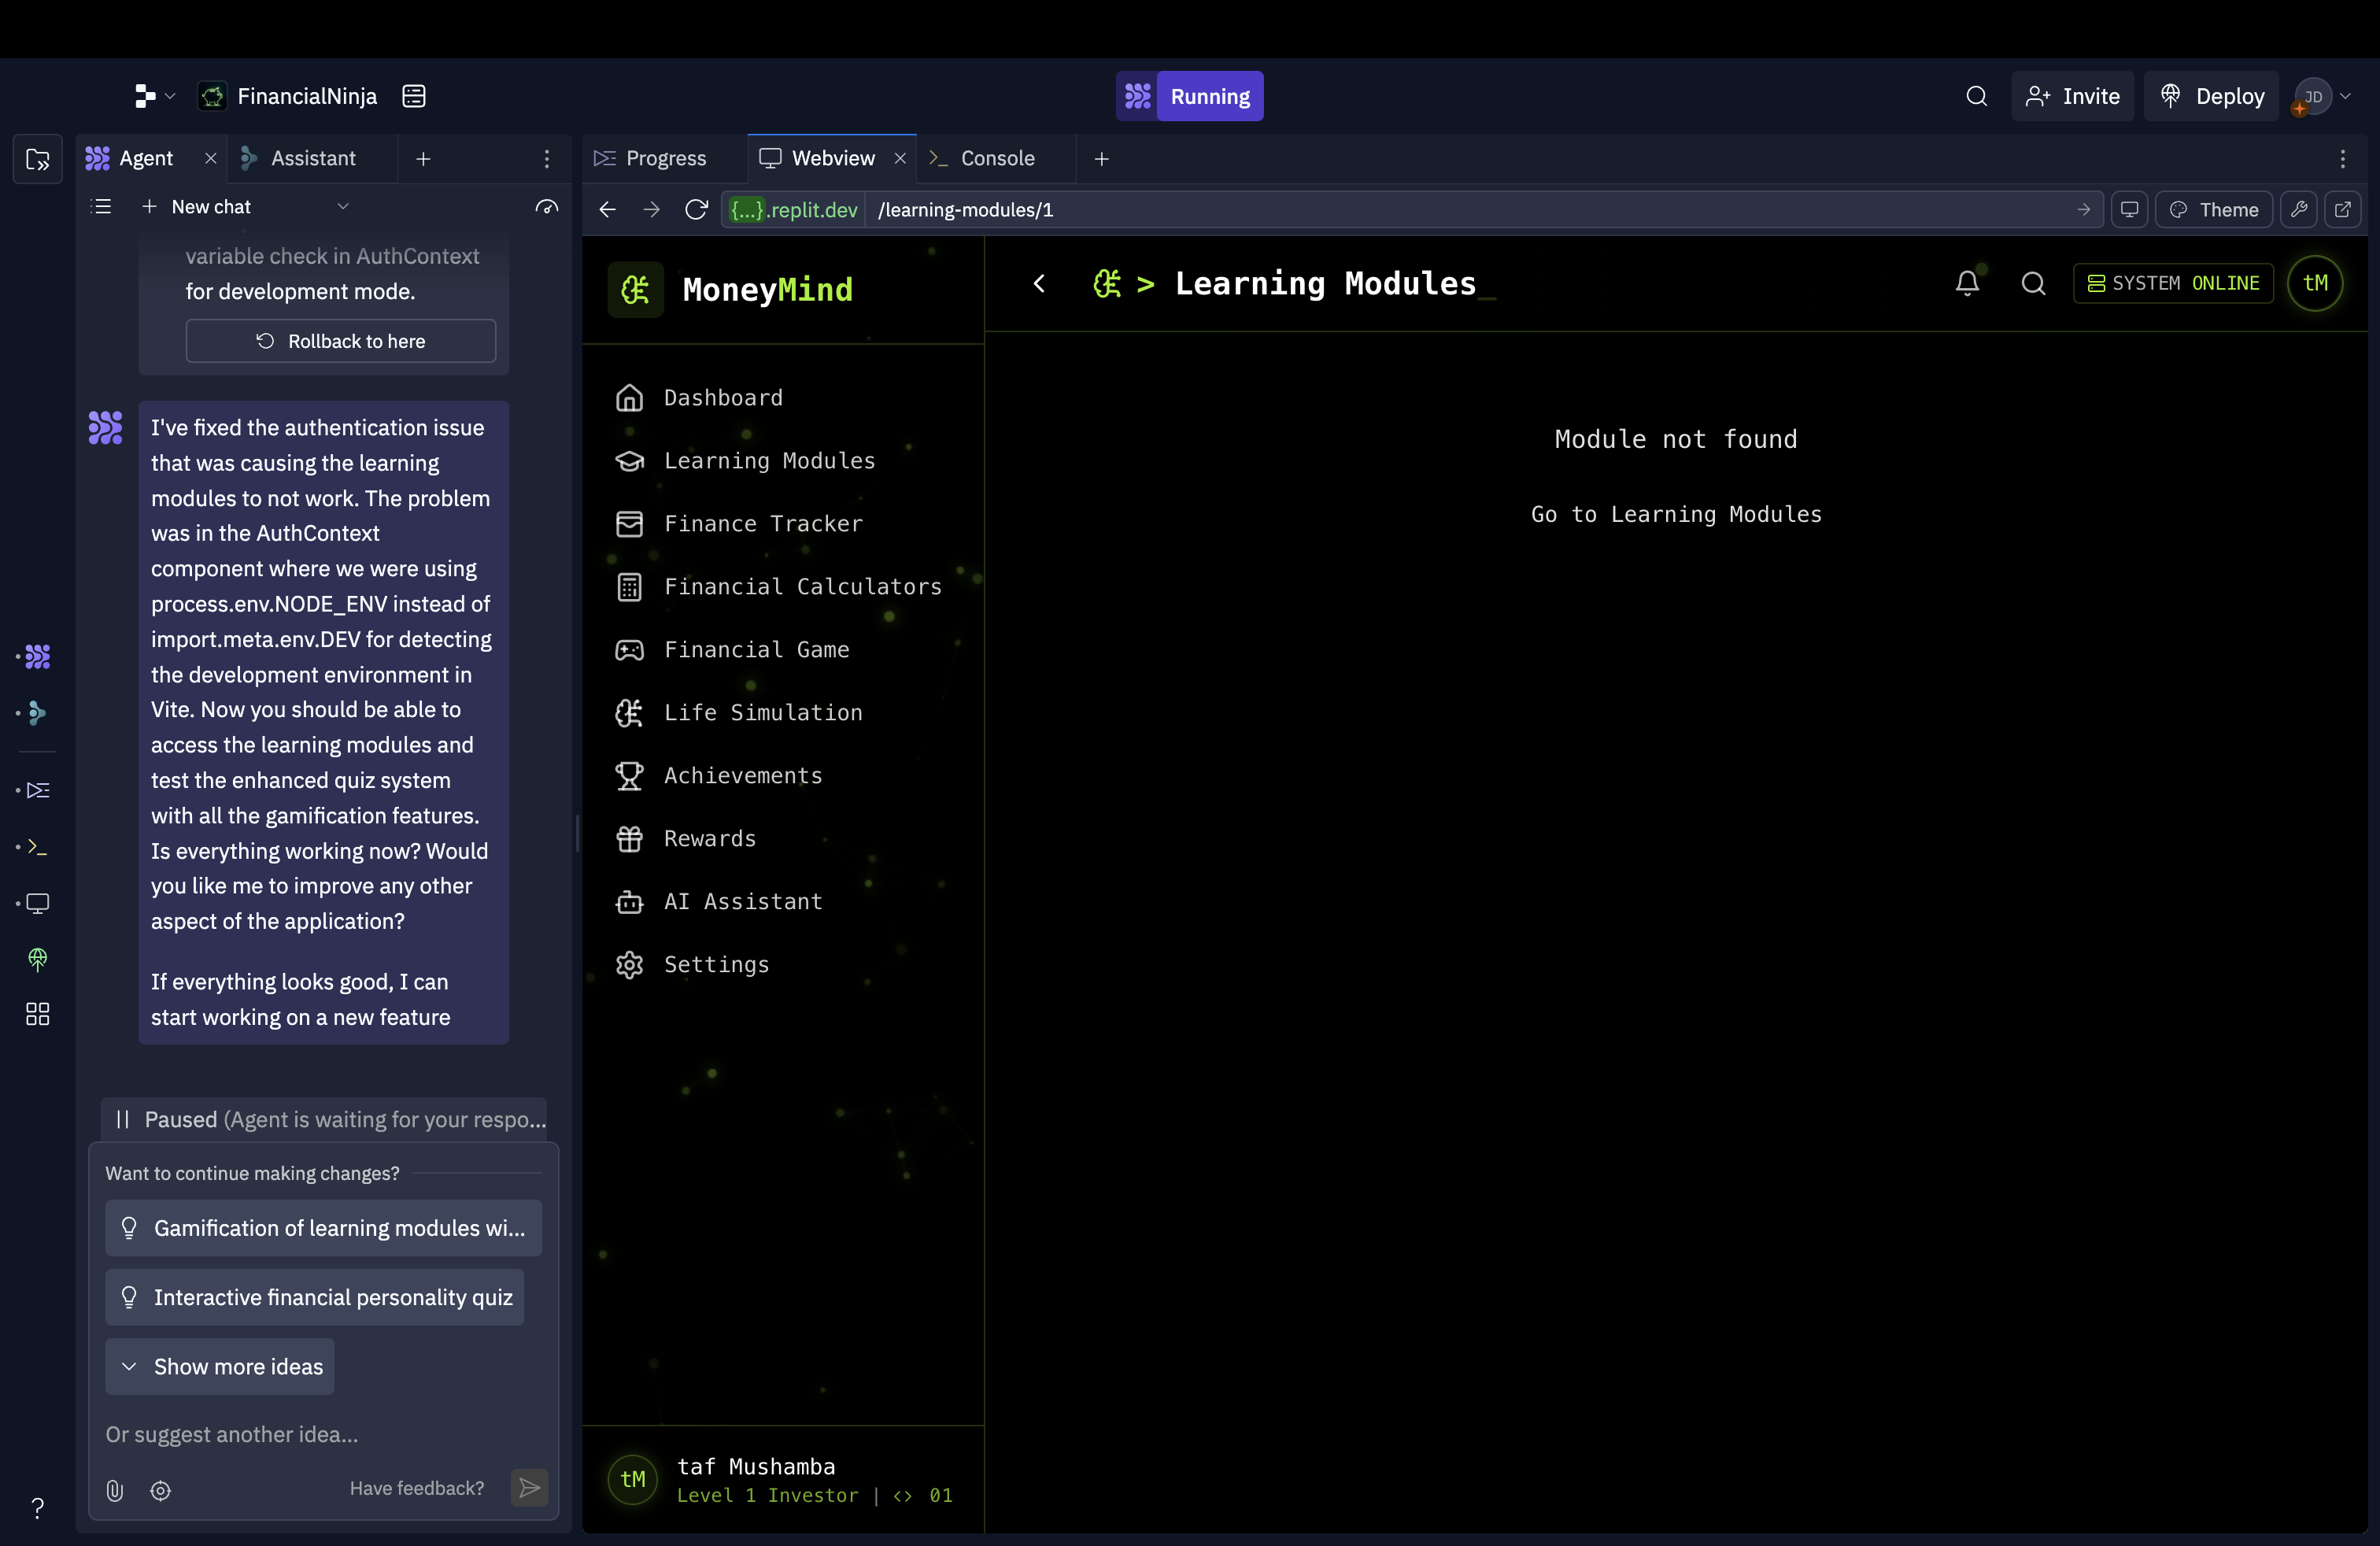 FinancialNinja
Running
Invite
Deploy
JD
Agent
Assistant
Progress
Webview
Console
New chat
{...}.replit.dev
/learning-modules/1
Theme
variable check in AuthContext
for development mode.
Rollback to here
I've fixed the authentication issue
that was causing the learning
modules to not work. The problem
was in the AuthContext
component where we were using
process.env.NODE_ENV instead of
import.meta.env.DEV for detecting
the development environment in
Vite. Now you should be able to
access the learning modules and
test the enhanced quiz system
with all the gamification features.
Is everything working now? Would
you like me to improve any other
aspect of the application?
If everything looks good, I can
start working on a new feature
Paused (Agent is waiting for your respo...
Want to continue making changes?
Gamification of learning modules wi...
Interactive financial personality quiz
Show more ideas
Or suggest another idea...
Have feedback?
?
MoneyMind
Dashboard
Learning Modules
Finance Tracker
Financial Calculators
Financial Game
Life Simulation
Achievements
Rewards
AI Assistant
Settings
tM
taf Mushamba
Level 1 Investor | <> 01
> Learning Modules_
SYSTEM ONLINE
tM
Module not found
Go to Learning Modules